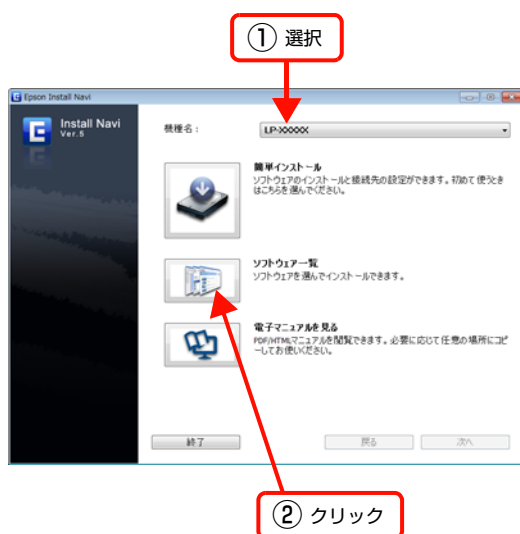 ① 選択
Epson Install Navi
Install Navi
Ver.5
機種名：
LP-XXXXX
簡単インストール
ソフトウェアのインストールと接続先の設定ができます。初めて使うとき
はこちらを選んでください。
ソフトウェア一覧
ソフトウェアを選んでインストールできます。
電子マニュアルを見る
PDF/HTMLマニュアルを閲覧できます。必要に応じて任意の場所にコピ
ーしてお使いください。
終了
戻る
次へ
② クリック